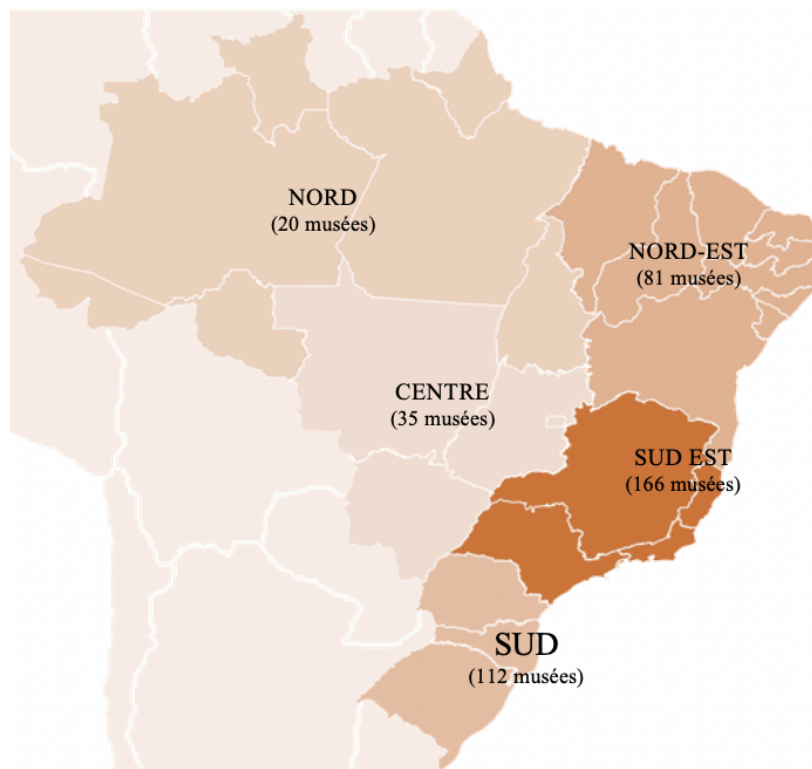 NORD
(20 musées)
NORD-EST
(81 musées)
CENTRE
(35 musées)
SUD EST
(166 musées)
SUD
(112 musées)